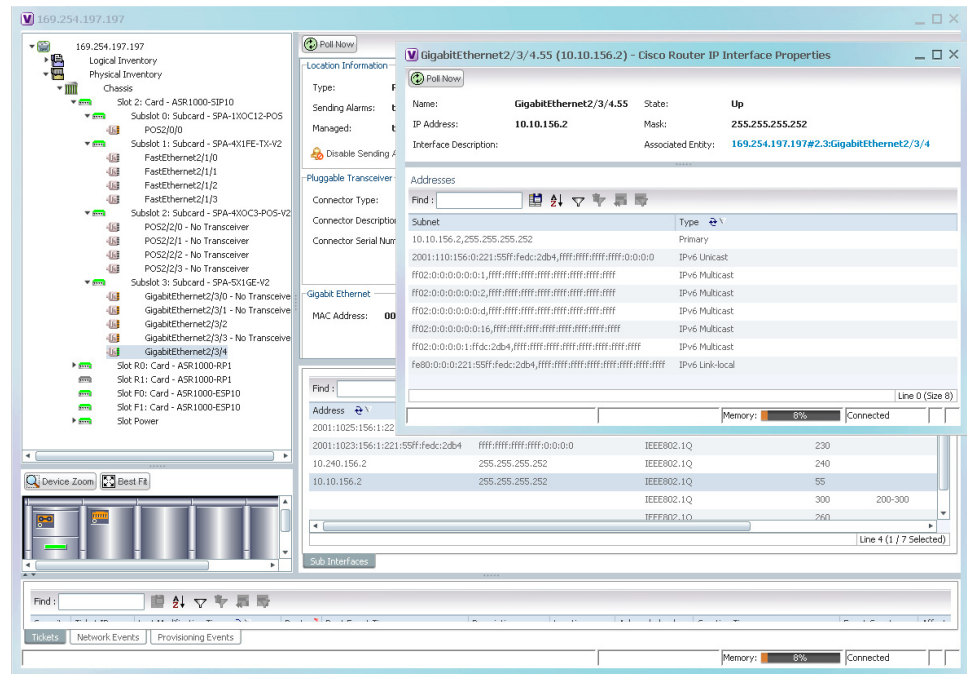 169.254.197.197
169.254.197.197
Logical Inventory
Physical Inventory
Chassis
Slot 2: Card - ASR1000-SIP10
Subslot 0: Subcard - SPA-1XOC12-POS
POS2/0/0
Subslot 1: Subcard - SPA-4X1FE-TX-V2
FastEthernet2/1/0
FastEthernet2/1/1
FastEthernet2/1/2
FastEthernet2/1/3
Subslot 2: Subcard - SPA-4XOC3-POS-V2
POS2/2/0 - No Transceiver
POS2/2/1 - No Transceiver
POS2/2/2 - No Transceiver
POS2/2/3 - No Transceiver
Subslot 3: Subcard - SPA-5X1GE-V2
GigabitEthernet2/3/0 - No Transceive
GigabitEthernet2/3/1 - No Transceive
GigabitEthernet2/3/2
GigabitEthernet2/3/3 - No Transceive
GigabitEthernet2/3/4
Slot R0: Card - ASR1000-RP1
Slot R1: Card - ASR1000-RP1
Slot F0: Card - ASR1000-ESP10
Slot F1: Card - ASR1000-ESP10
Slot Power
Device Zoom Best Fit
Poll Now
Location Information
Type:
Sending Alarms:
Managed:
Disable Sending A
Pluggable Transceiver
Connector Type:
Connector Descriptio
Connector Serial Num
Gigabit Ethernet
MAC Address: 00
GigabitEthernet2/3/4.55 (10.10.156.2) - Cisco Router IP Interface Properties
Poll Now
Name: GigabitEthernet2/3/4.55 State: Up
IP Address: 10.10.156.2 Mask: 255.255.255.252
Interface Description: Associated Entity: 169.254.197.197#2.3:GigabitEthernet2/3/4
Addresses
Find :
Subnet Type
10.10.156.2,255.255.255.252 Primary
2001:110:156:0:221:55ff:fedc:2db4,ffff:ffff:ffff:ffff:0:0:0:0 IPv6 Unicast
ff02:0:0:0:0:0:0:1,ffff:ffff:ffff:ffff:ffff:ffff:ffff:ffff IPv6 Multicast
ff02:0:0:0:0:0:0:2,ffff:ffff:ffff:ffff:ffff:ffff:ffff:ffff IPv6 Multicast
ff02:0:0:0:0:0:0:d,ffff:ffff:ffff:ffff:ffff:ffff:ffff:ffff IPv6 Multicast
ff02:0:0:0:0:0:0:16,ffff:ffff:ffff:ffff:ffff:ffff:ffff:ffff IPv6 Multicast
ff02:0:0:0:0:1:ffdc:2db4,ffff:ffff:ffff:ffff:ffff:ffff:ffff:ffff IPv6 Multicast
fe80:0:0:0:221:55ff:fedc:2db4,ffff:ffff:ffff:ffff:ffff:ffff:ffff:ffff IPv6 Link-local
Line 0 (Size 8)
Memory: 8% Connected
Find :
Address
2001:1025:156:1:22
2001:1023:156:1:221:55ff:fedc:2db4 ffff:ffff:ffff:ffff:0:0:0:0 IEEE802.1Q 230
10.240.156.2 255.255.255.252 IEEE802.1Q 240
10.10.156.2 255.255.255.252 IEEE802.1Q 55
IEEE802.1Q 300 200-300
IEEE802.1Q 260
Line 4 (1 / 7 Selected)
Sub Interfaces
Find :
Tickets Network Events Provisioning Events
Memory: 8% Connected